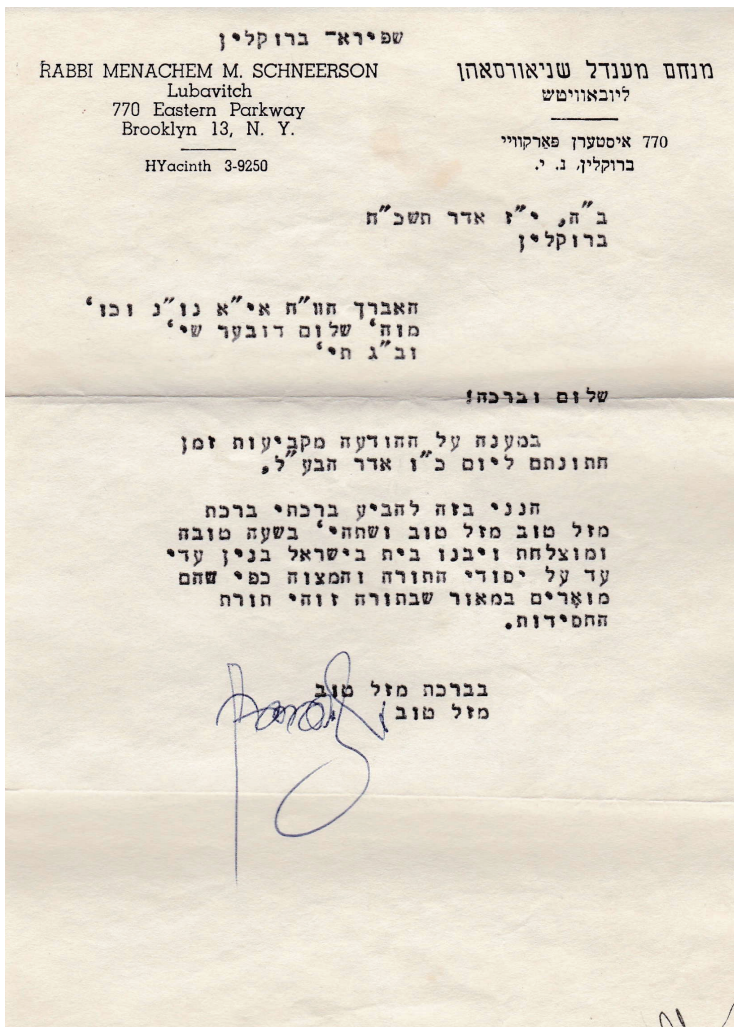 שפירא- ברוקלין
RABBI MENACHEM M. SCHNEERSON
Lubavitch
770 Eastern Parkway
Brooklyn 13, N. Y.
HYacinth 3-9250
מנחם מענדל שניאורסאהן
ליובאוויטש
770 איסטערן פארקוויי
ברוקלין, נ. י.
ב"ה, י"ז אדר תשכ"ח
ברוקלין
האברך הוו"ח אי"א נו"נ וכו'
מוה' שלום דובער שי'
וב"ג תי'
שלום וברכה!
במענה על ההודעה מקביעות זמן
חתונתם ליום כ"ו אדר הבע"ל,
הנני בזה להביע ברכתי ברכת
מזל טוב מזל טוב ושתהי' בשעה טובה
ומוצלחת ויבנו בית בישראל בנין עדי
עד על יסודי התורה והמצוה כפי שהם
מוארים במאור שבתורה זוהי תורת
החסידות.
בברכת מזל טוב
מזל טוב